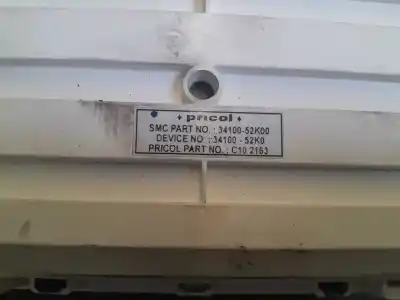 pricol
SMC PART NO. : 34100-52K00
DEVICE NO : 34100 - 52K0
PRICOL PART NO. : C10 2163